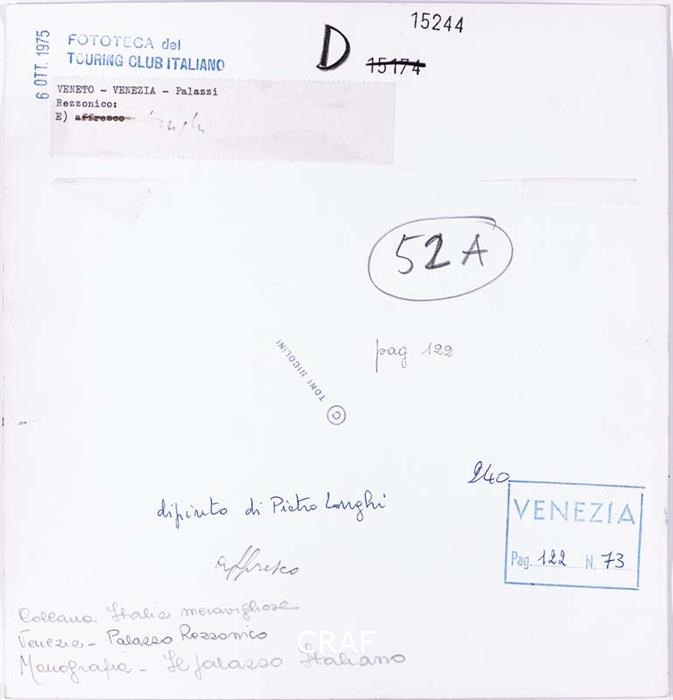 6 OTT. 1975
FOTOTECA del
TOURING CLUB ITALIANO
D
15244
15174
VENETO - VENEZIA - Palazzi
Rezzonico:
E) affresco Longhi
52A
pag. 122
© TONI NICOLINI
240
dipinto di Pietro Longhi
VENEZIA
Pag. 122 N. 73
affresco
Collana Italia meravigliosa
Venezia - Palazzo Rezzonico
Monografia - Il palazzo Italiano
CRAF